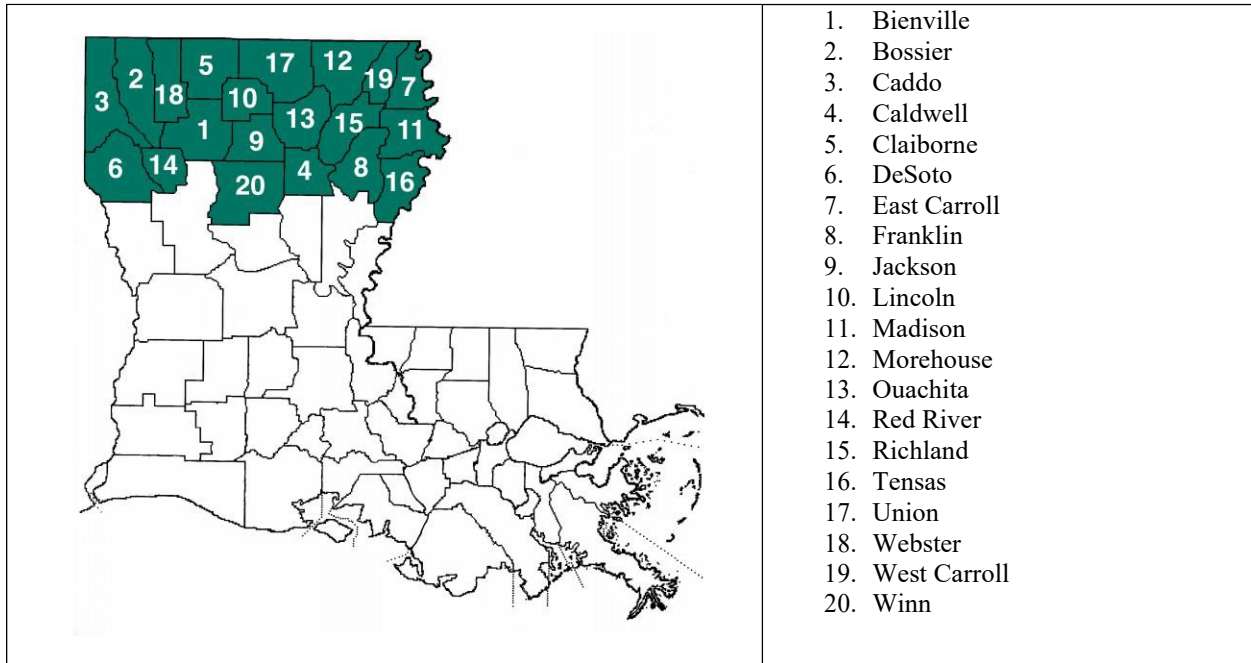 5 17 12
2 19 7
18 10
3 13 15
1 9 11
6 14 4 8
20 16
1. Bienville
2. Bossier
3. Caddo
4. Caldwell
5. Claiborne
6. DeSoto
7. East Carroll
8. Franklin
9. Jackson
10. Lincoln
11. Madison
12. Morehouse
13. Ouachita
14. Red River
15. Richland
16. Tensas
17. Union
18. Webster
19. West Carroll
20. Winn